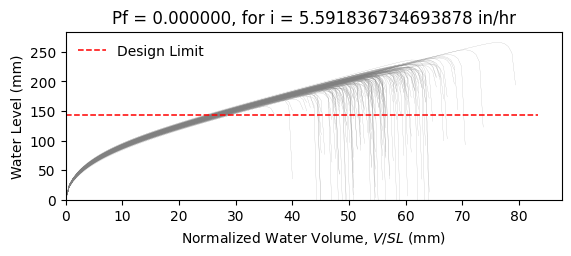 Pf = 0.000000, for i = 5.591836734693878 in/hr
Design Limit
Water Level (mm)
250
200
150
100
50
0
0 10 20 30 40 50 60 70 80
Normalized Water Volume, V/SL (mm)